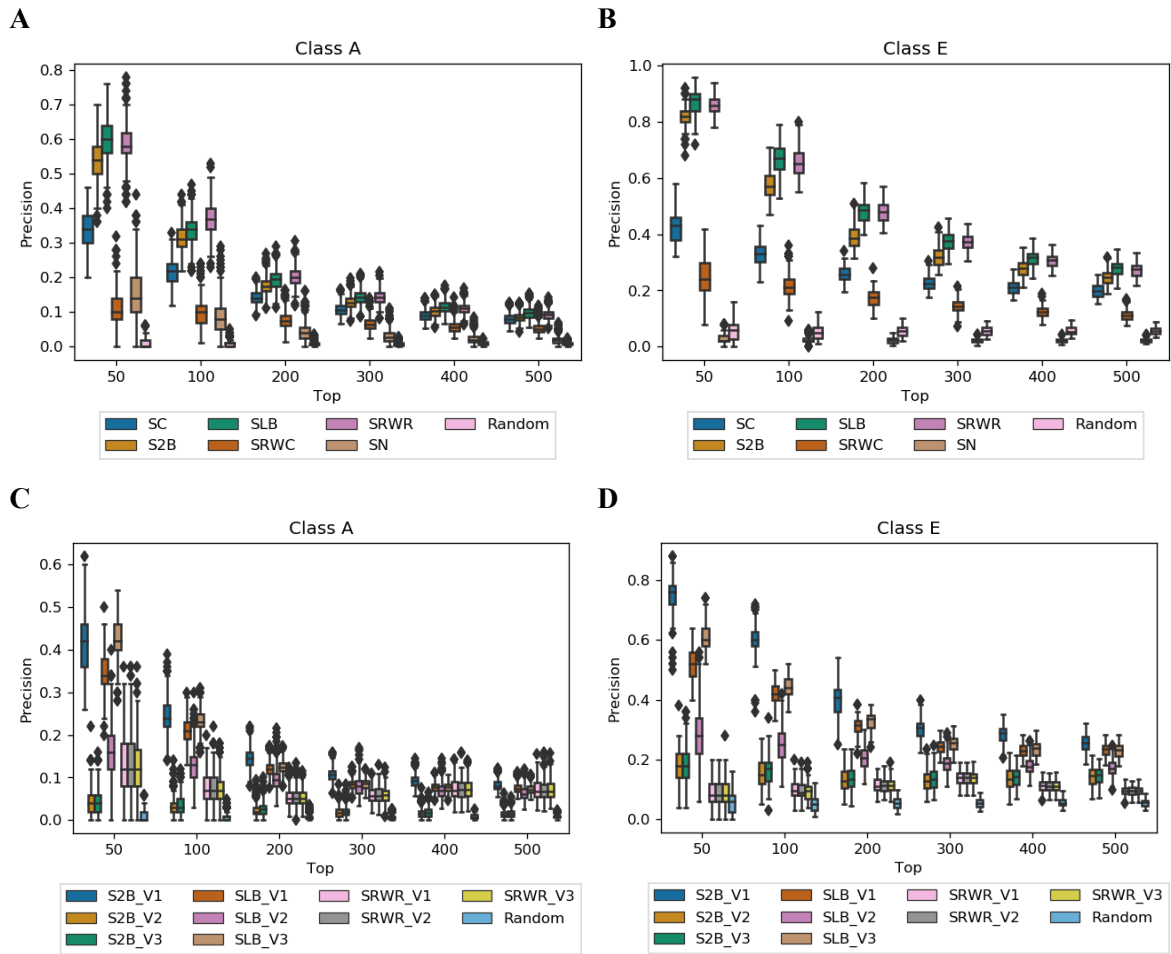 A
Class A
Precision
0.8
0.7
0.6
0.5
0.4
0.3
0.2
0.1
0.0
50 100 200 300 400 500
Top
SC SLB SRWR Random
S2B SRWC SN
B
Class E
Precision
1.0
0.8
0.6
0.4
0.2
0.0
50 100 200 300 400 500
Top
SC SLB SRWR Random
S2B SRWC SN
C
Class A
Precision
0.6
0.5
0.4
0.3
0.2
0.1
0.0
50 100 200 300 400 500
Top
S2B_V1 SLB_V1 SRWR_V1 SRWR_V3
S2B_V2 SLB_V2 SRWR_V2 Random
S2B_V3 SLB_V3
D
Class E
Precision
0.8
0.6
0.4
0.2
0.0
50 100 200 300 400 500
Top
S2B_V1 SLB_V1 SRWR_V1 SRWR_V3
S2B_V2 SLB_V2 SRWR_V2 Random
S2B_V3 SLB_V3